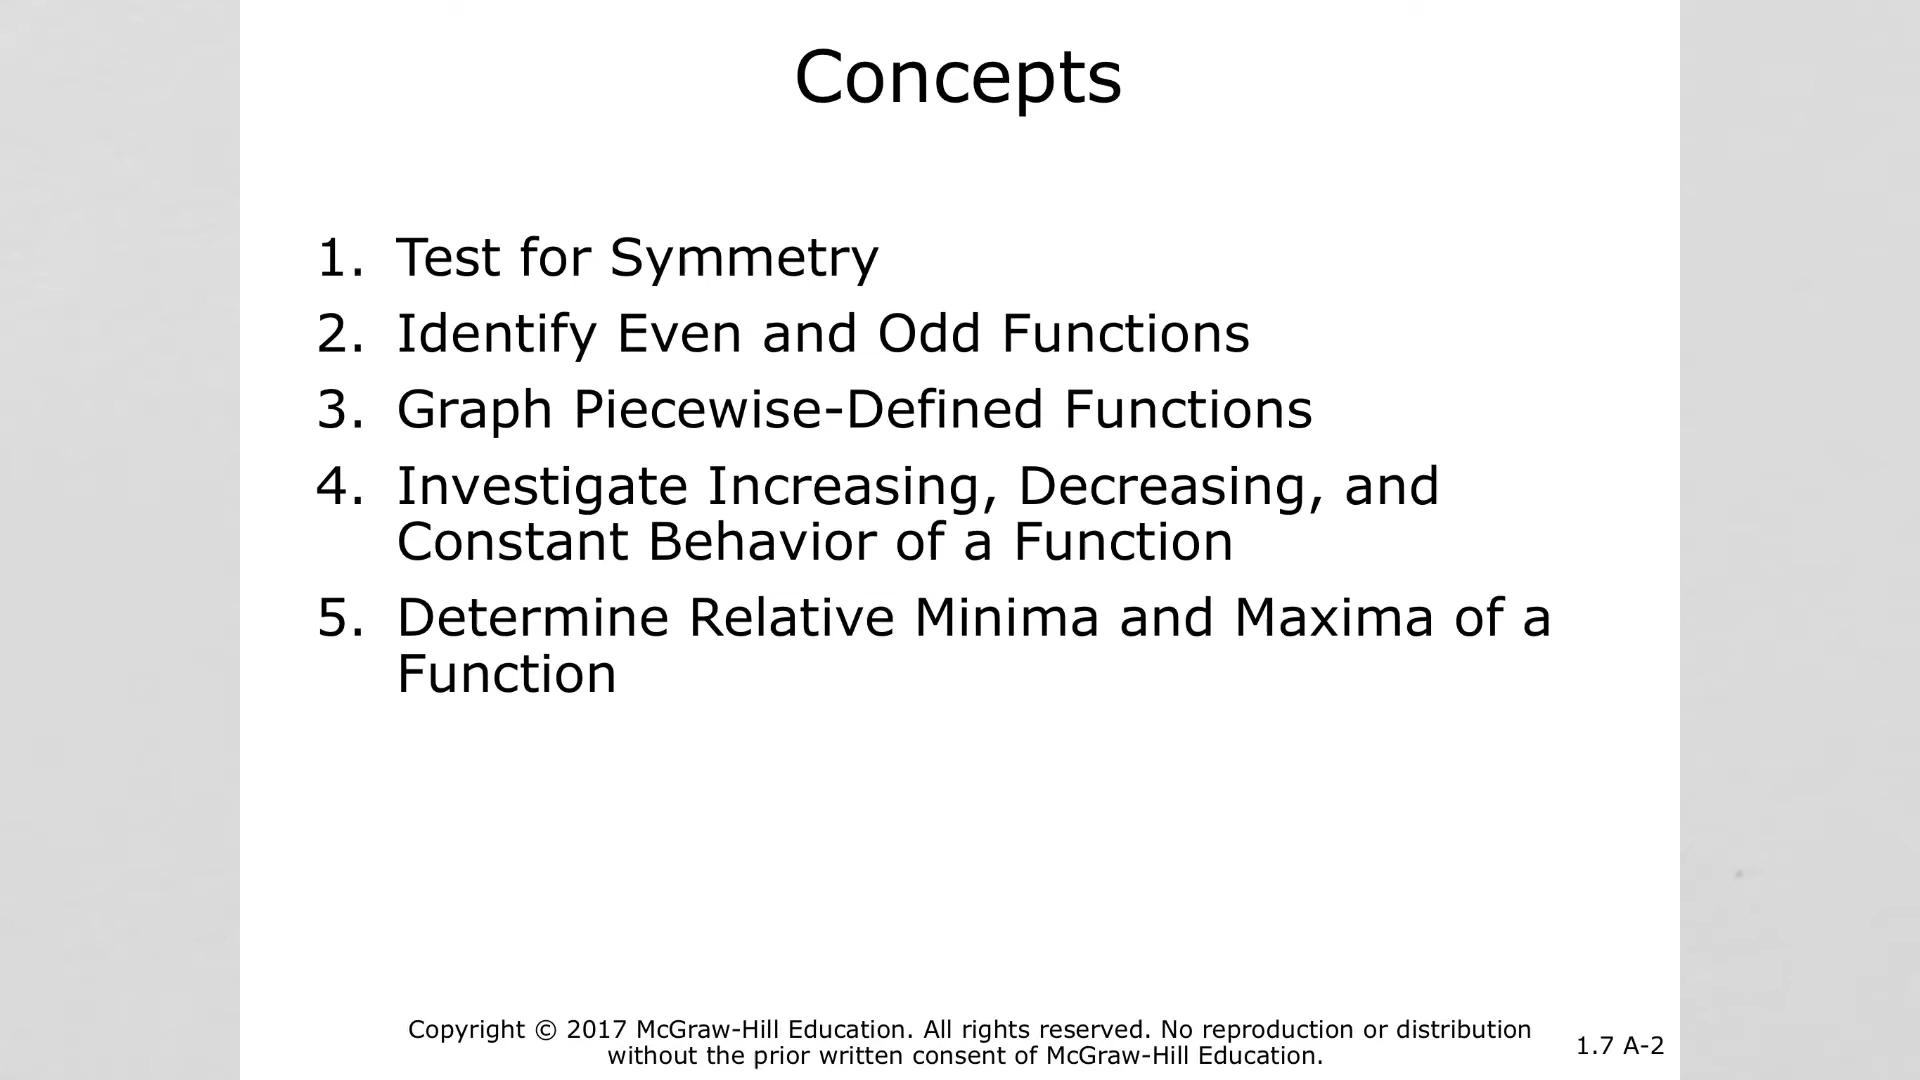 Concepts
1. Test for Symmetry
2. Identify Even and Odd Functions
3. Graph Piecewise-Defined Functions
4. Investigate Increasing, Decreasing, and
Constant Behavior of a Function
5. Determine Relative Minima and Maxima of a
Function
Copyright © 2017 McGraw-Hill Education. All rights reserved. No reproduction or distribution
without the prior written consent of McGraw-Hill Education.
1.7 A-2